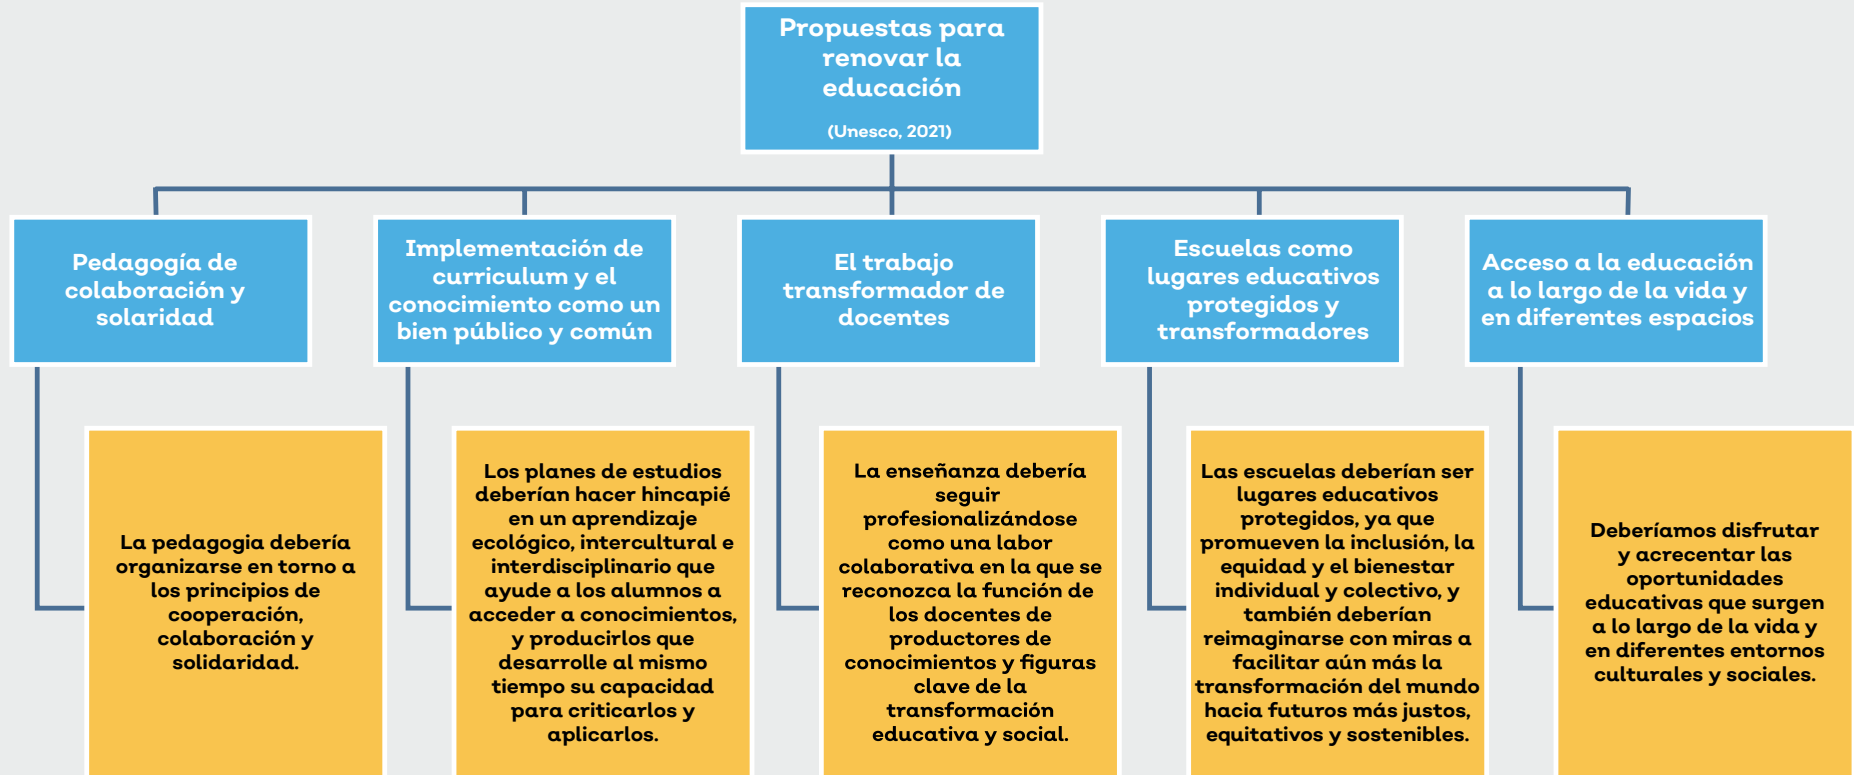 Propuestas para
renovar la
educación
(Unesco, 2021)
Pedagogía de
colaboración y
solaridad
Implementación de
curriculum y el
conocimiento como un
bien público y común
El trabajo
transformador de
docentes
Escuelas como
lugares educativos
protegidos y
transformadores
Acceso a la educación
a lo largo de la vida y
en diferentes espacios
La pedagogia debería
organizarse en torno a
los principios de
cooperación,
colaboración y
solidaridad.
Los planes de estudios
deberían hacer hincapié
en un aprendizaje
ecológico, intercultural e
interdisciplinario que
ayude a los alumnos a
acceder a conocimientos,
y producirlos que
desarrolle al mismo
tiempo su capacidad
para criticarlos y
aplicarlos.
La enseñanza debería
seguir
profesionalizándose
como una labor
colaborativa en la que se
reconozca la función de
los docentes de
productores de
conocimientos y figuras
clave de la
transformación
educativa y social.
Las escuelas deberían ser
lugares educativos
protegidos, ya que
promueven la inclusión, la
equidad y el bienestar
individual y colectivo, y
también deberían
reimaginarse con miras a
facilitar aún más la
transformación del mundo
hacia futuros más justos,
equitativos y sostenibles.
Deberíamos disfrutar
y acrecentar las
oportunidades
educativas que surgen
a lo largo de la vida y
en diferentes entornos
culturales y sociales.